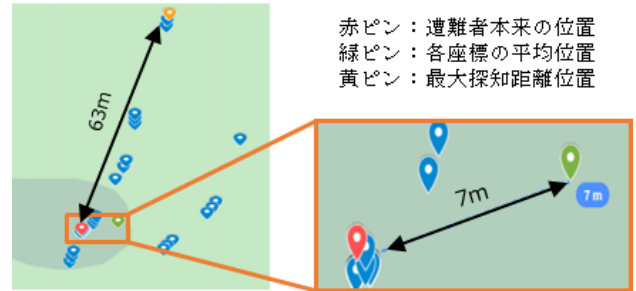 赤ピン：遭難者本来の位置
緑ピン：各座標の平均位置
黄ピン：最大探知距離位置
63m
7m
7m